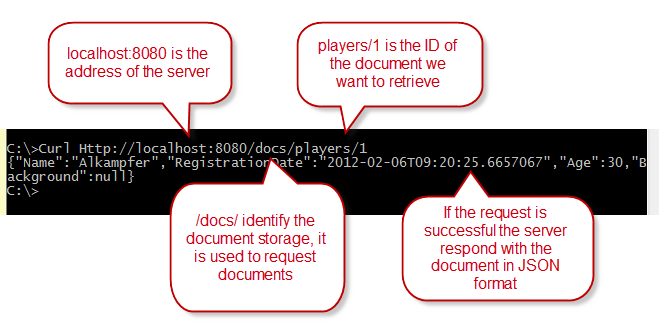 localhost:8080 is the
address of the server
players/1 is the ID of
the document we
want to retrieve
C:\>Curl Http://localhost:8080/docs/players/1
{"Name":"Alkampfer","RegistrationDate":"2012-02-06T09:20:25.6657067","Age":30,"B
ackground":null}
C:\>
/docs/ identify the
document storage, it
is used to request
documents
If the request is
successful the server
respond with the
document in JSON
format